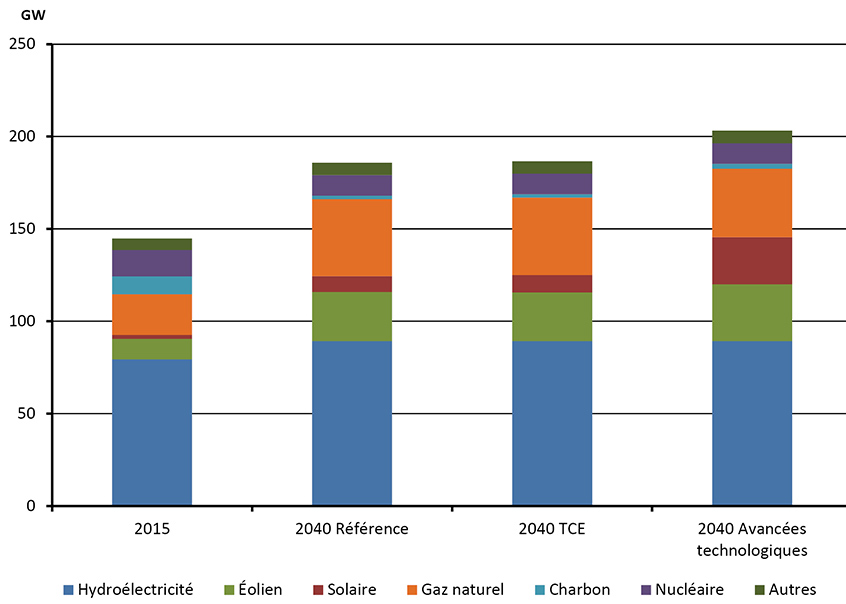 GW
250
200
150
100
50
0
2015
2040 Référence
2040 TCE
2040 Avancées
technologiques
Hydroélectricité
Éolien
Solaire
Gaz naturel
Charbon
Nucléaire
Autres